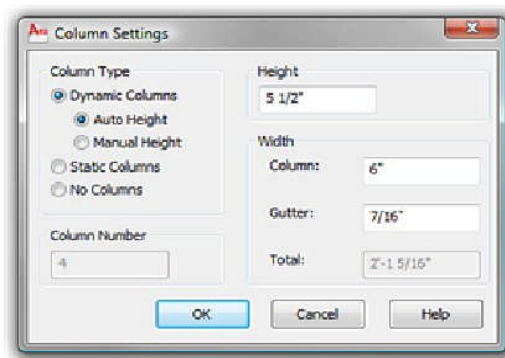 Column Settings
Column Type
Dynamic Columns
Auto Height
Manual Height
Static Columns
No Columns
Column Number
4
Height
5 1/2"
Width
Column: 6"
Gutter: 7/16"
Total: 2'-1 5/16"
OK Cancel Help